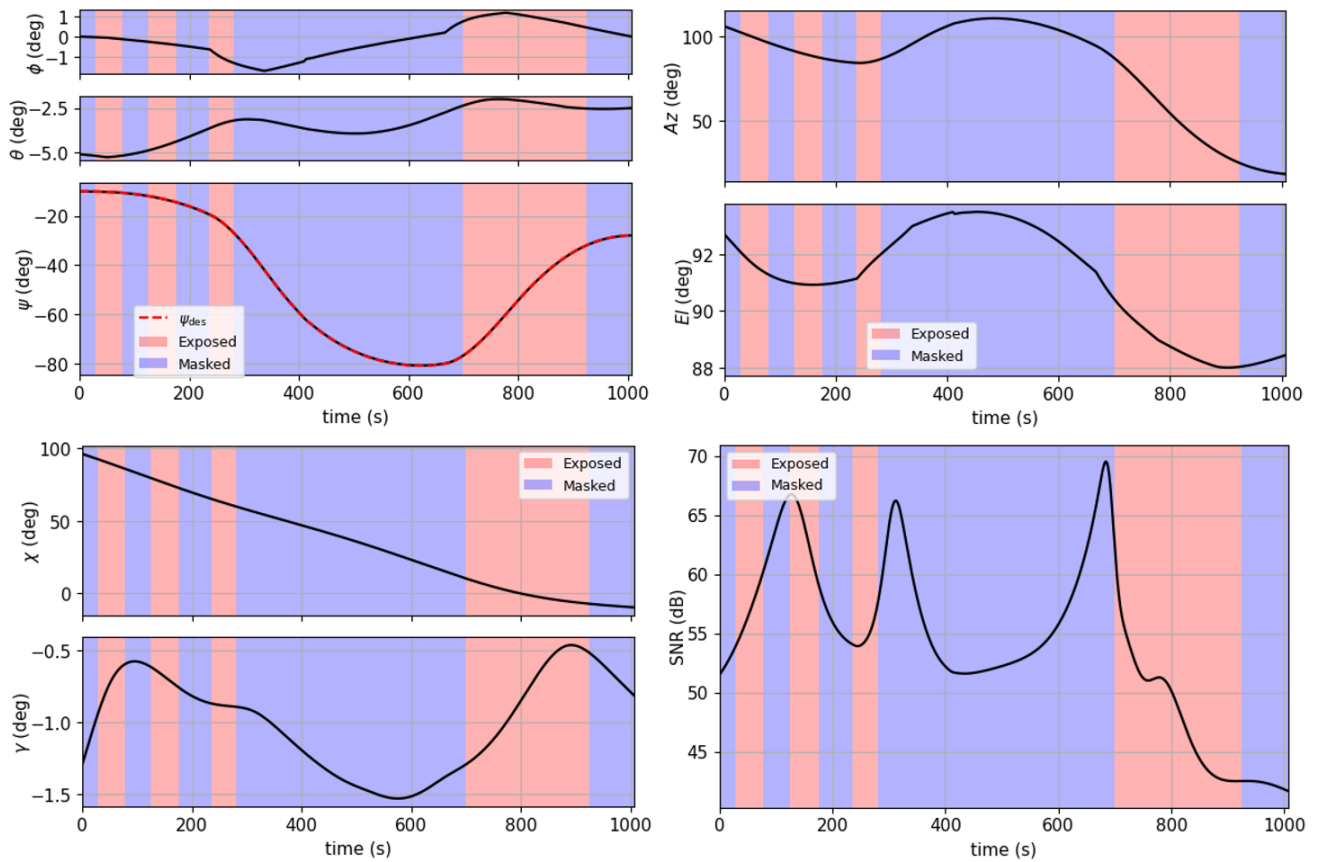 ϕ (deg)
1
0
−1
θ (deg)
−2.5
−5.0
ψ (deg)
−20
−40
−60
−80
ψdes
Exposed
Masked
0 200 400 600 800 1000
time (s)
Az (deg)
100
50
El (deg)
92
90
88
Exposed
Masked
0 200 400 600 800 1000
time (s)
χ (deg)
100
50
0
Exposed
Masked
γ (deg)
−0.5
−1.0
−1.5
0 200 400 600 800 1000
time (s)
SNR (dB)
70
65
60
55
50
45
Exposed
Masked
0 200 400 600 800 1000
time (s)